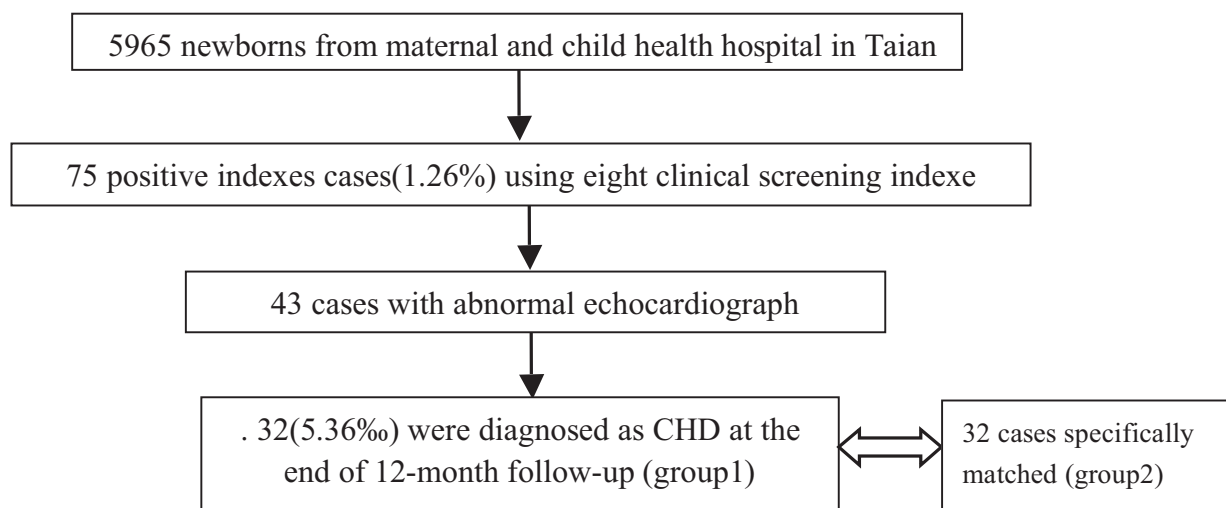 5965 newborns from maternal and child health hospital in Taian
75 positive indexes cases(1.26%) using eight clinical screening indexe
43 cases with abnormal echocardiograph
. 32(5.36‰) were diagnosed as CHD at the
end of 12-month follow-up (group1)
32 cases specifically
matched (group2)